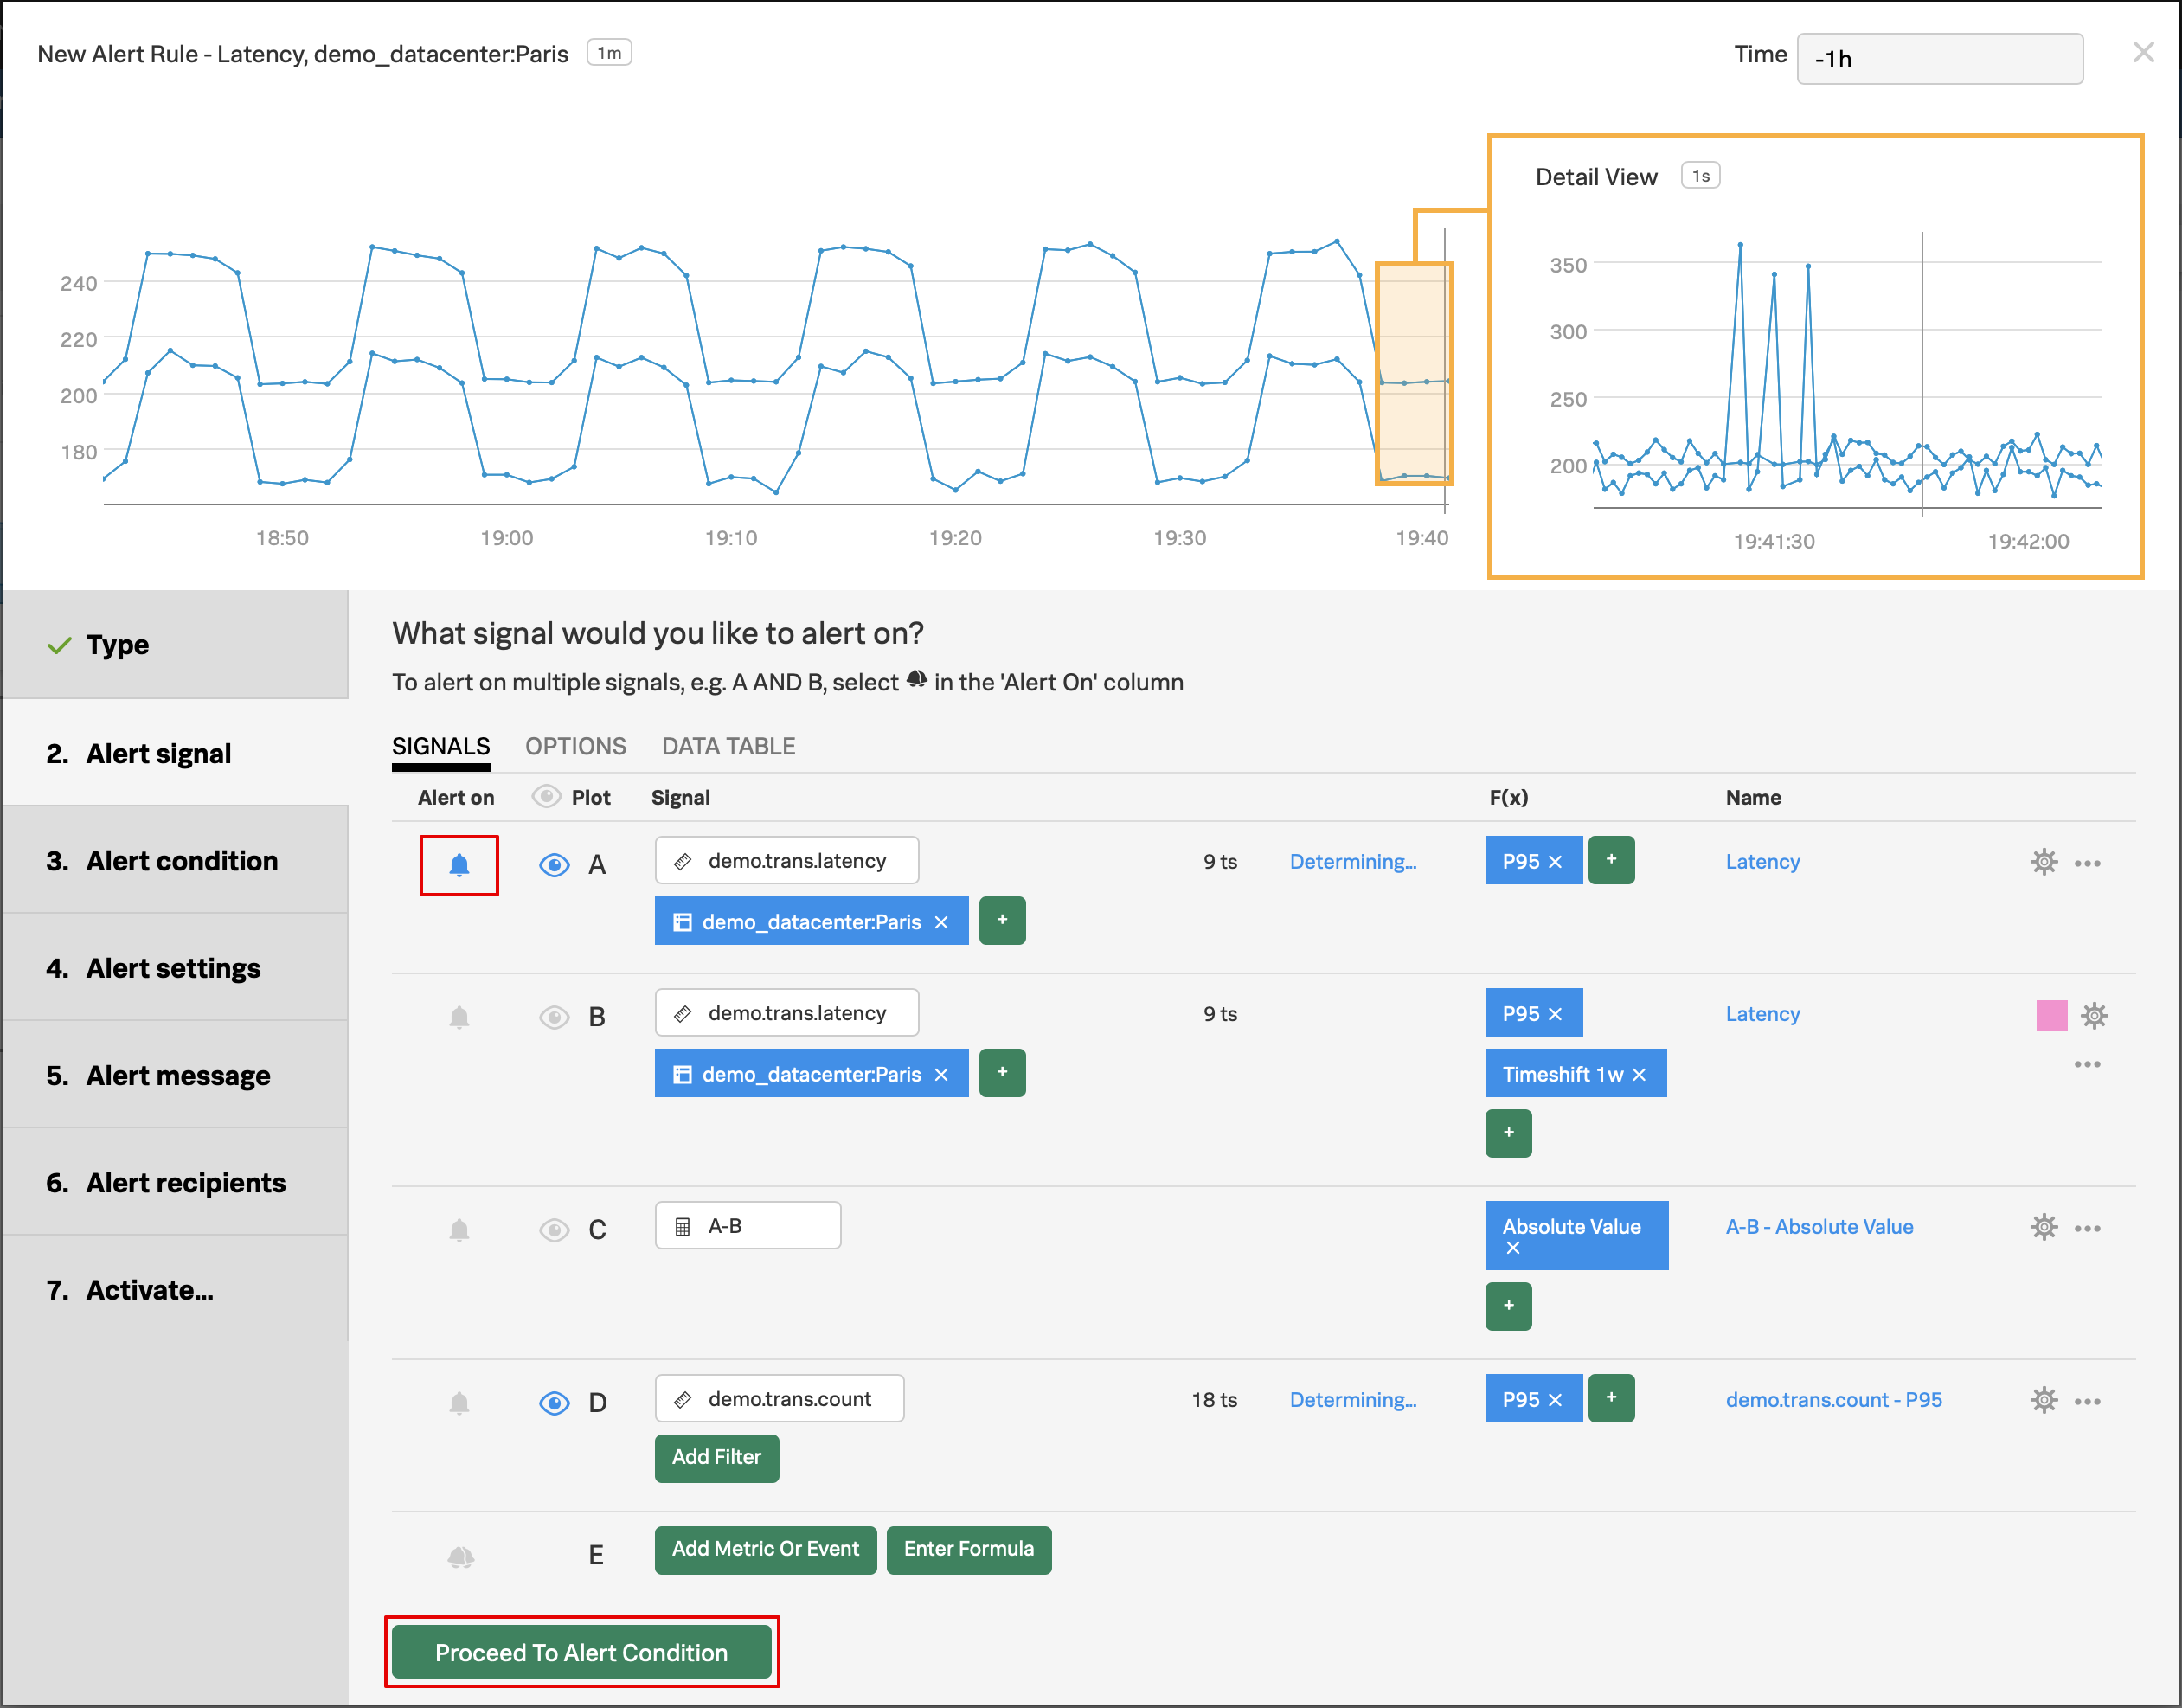 New Alert Rule - Latency, demo_datacenter:Paris 1m
Time -1h
Detail View 1s
240
220
200
180
18:50 19:00 19:10 19:20 19:30 19:40
350
300
250
200
19:41:30 19:42:00
Type
2. Alert signal
3. Alert condition
4. Alert settings
5. Alert message
6. Alert recipients
7. Activate...
What signal would you like to alert on?
To alert on multiple signals, e.g. A AND B, select in the 'Alert On' column
SIGNALS OPTIONS DATA TABLE
Alert on Plot Signal F(x) Name
A demo.trans.latency 9 ts Determining... P95 × + Latency
demo_datacenter:Paris × +
B demo.trans.latency 9 ts P95 × Latency
demo_datacenter:Paris × + Timeshift 1w ×
+
C A-B Absolute Value × A-B - Absolute Value
+
D demo.trans.count 18 ts Determining... P95 × + demo.trans.count - P95
Add Filter
E Add Metric Or Event Enter Formula
Proceed To Alert Condition